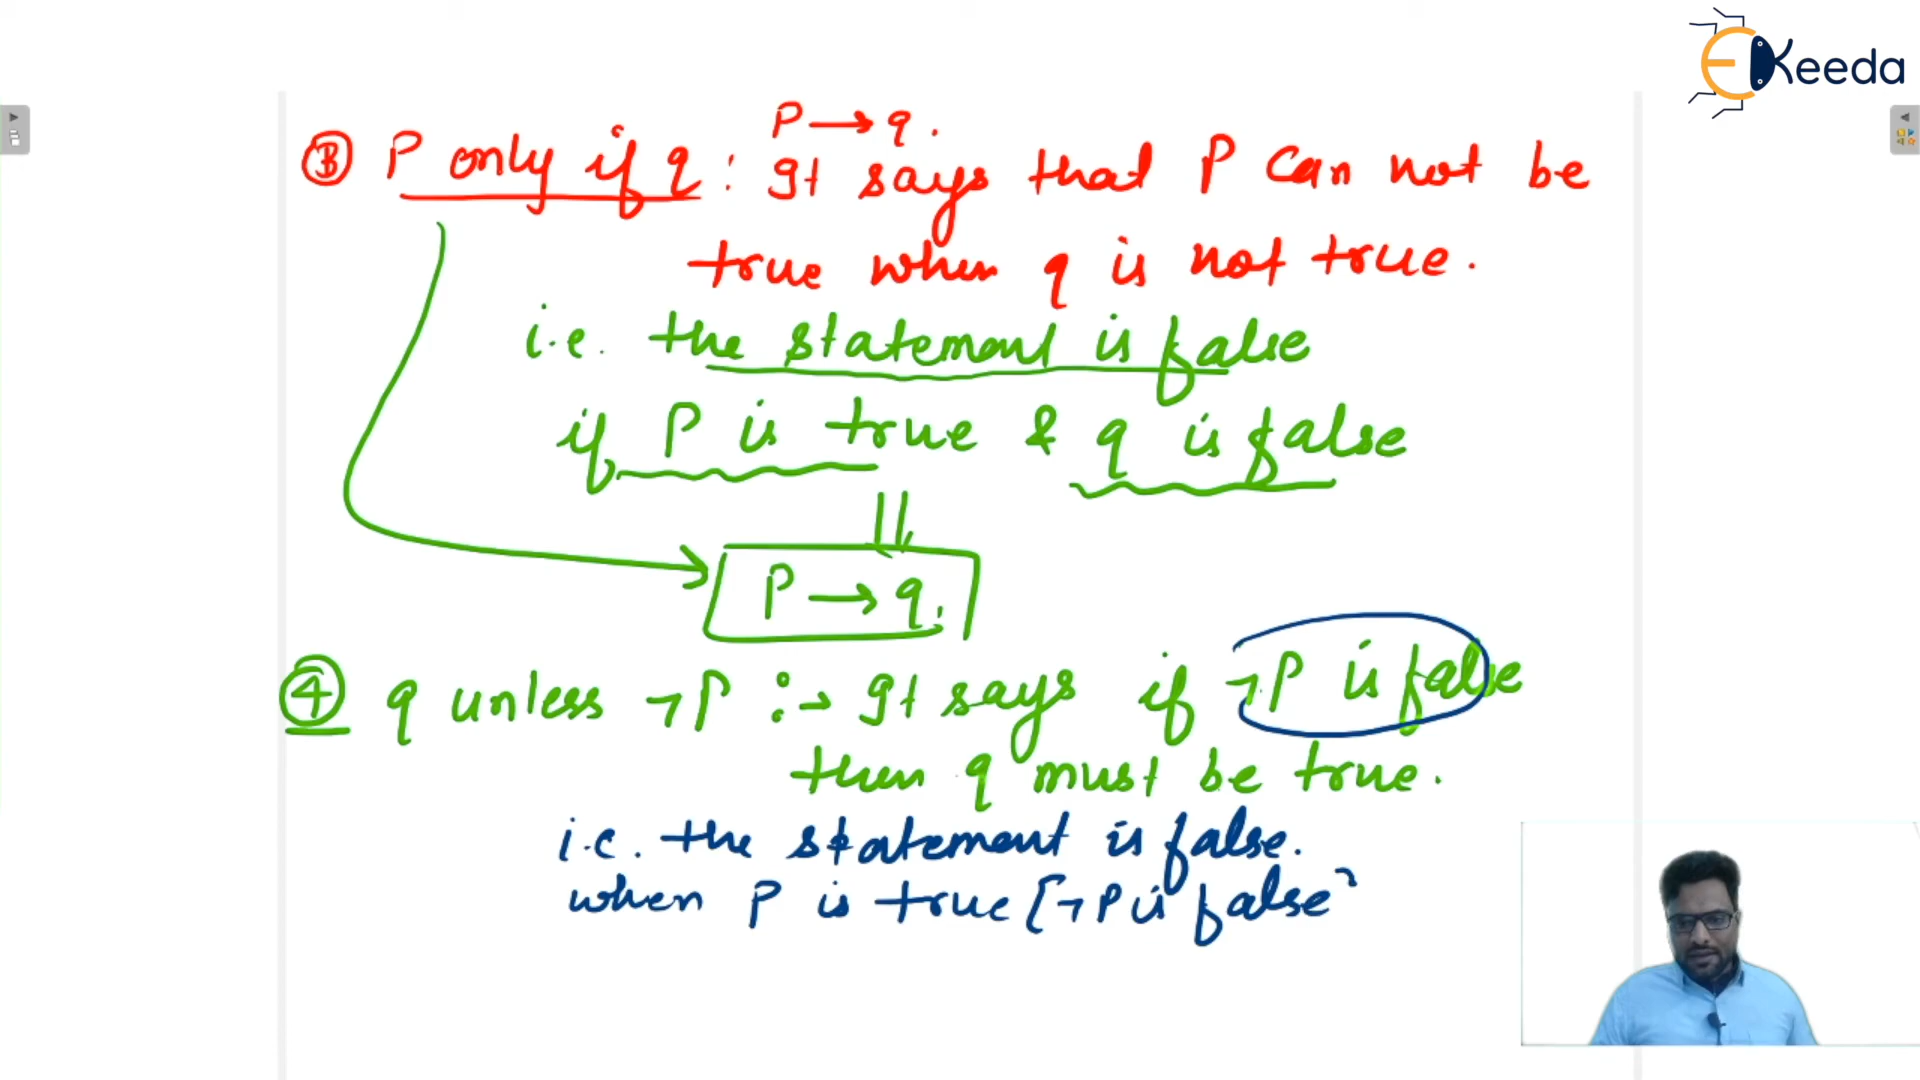 EKeeda
P → q.
③ P only if q : It says that P can not be
true when q is not true.
i.e. the statement is false
if P is true & q is false
P → q.
④ q unless ¬P :→ It says if ¬P is false
then q must be true.
i.e. the statement is false.
when P is true [¬P is false]